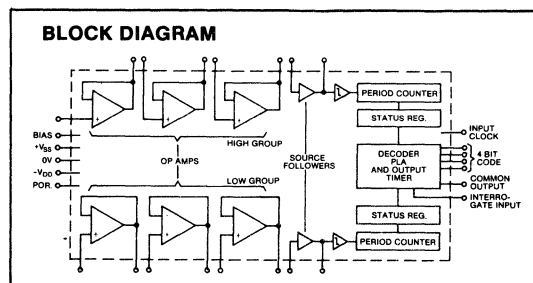 BLOCK DIAGRAM
PERIOD COUNTER
STATUS REG.
HIGH GROUP
BIAS
+VSS
0V
-VDD
POR.
OP AMPS
LOW GROUP
SOURCE
FOLLOWERS
DECODER
PLA
AND OUTPUT
TIMER
INPUT
CLOCK
4 BIT
CODE
COMMON
OUTPUT
INTERRO-
GATE INPUT
STATUS REG.
PERIOD COUNTER